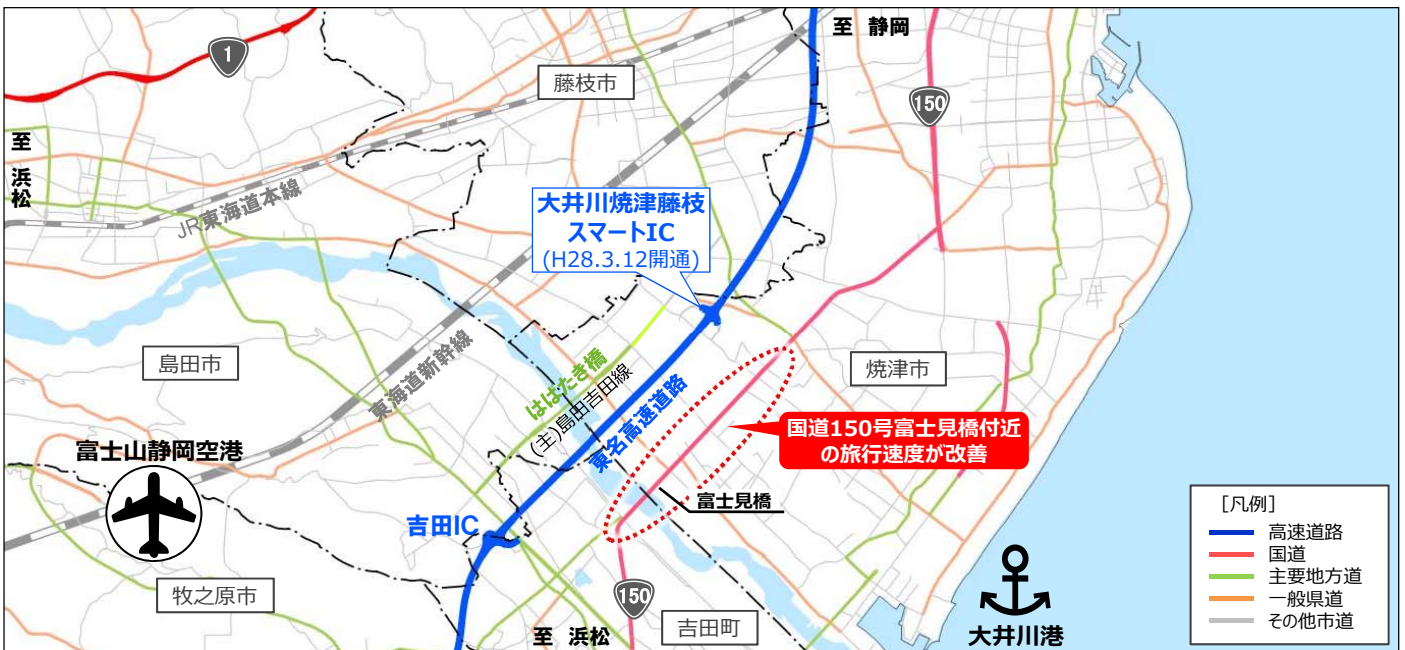 1
至 静岡
藤枝市
150
至
浜松
JR東海道本線
大井川焼津藤枝
スマートIC
(H28.3.12開通)
島田市
東海道新幹線
はばたき橋
(主)島田吉田線
東名高速道路
焼津市
国道150号富士見橋付近
の旅行速度が改善
富士山静岡空港
富士見橋
吉田IC
牧之原市
150
至 浜松
吉田町
大井川港
[凡例]
高速道路
国道
主要地方道
一般県道
その他市道